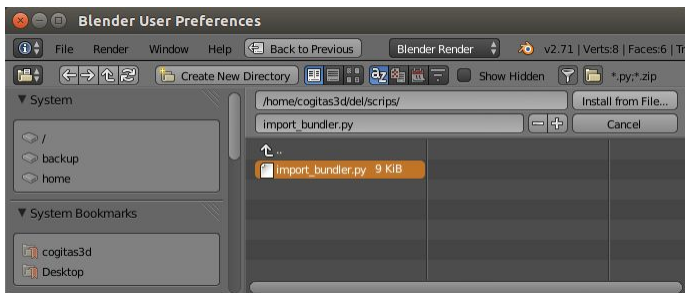 Blender User Preferences
File Render Window Help Back to Previous Blender Render v2.71 | Verts:8 | Faces:6 | Tr
Create New Directory Show Hidden *.py;*.zip
System
/home/cogitas3d/del/scrips/ Install from File...
import_bundler.py Cancel
/
backup
home
..
import_bundler.py 9 KiB
System Bookmarks
cogitas3d
Desktop